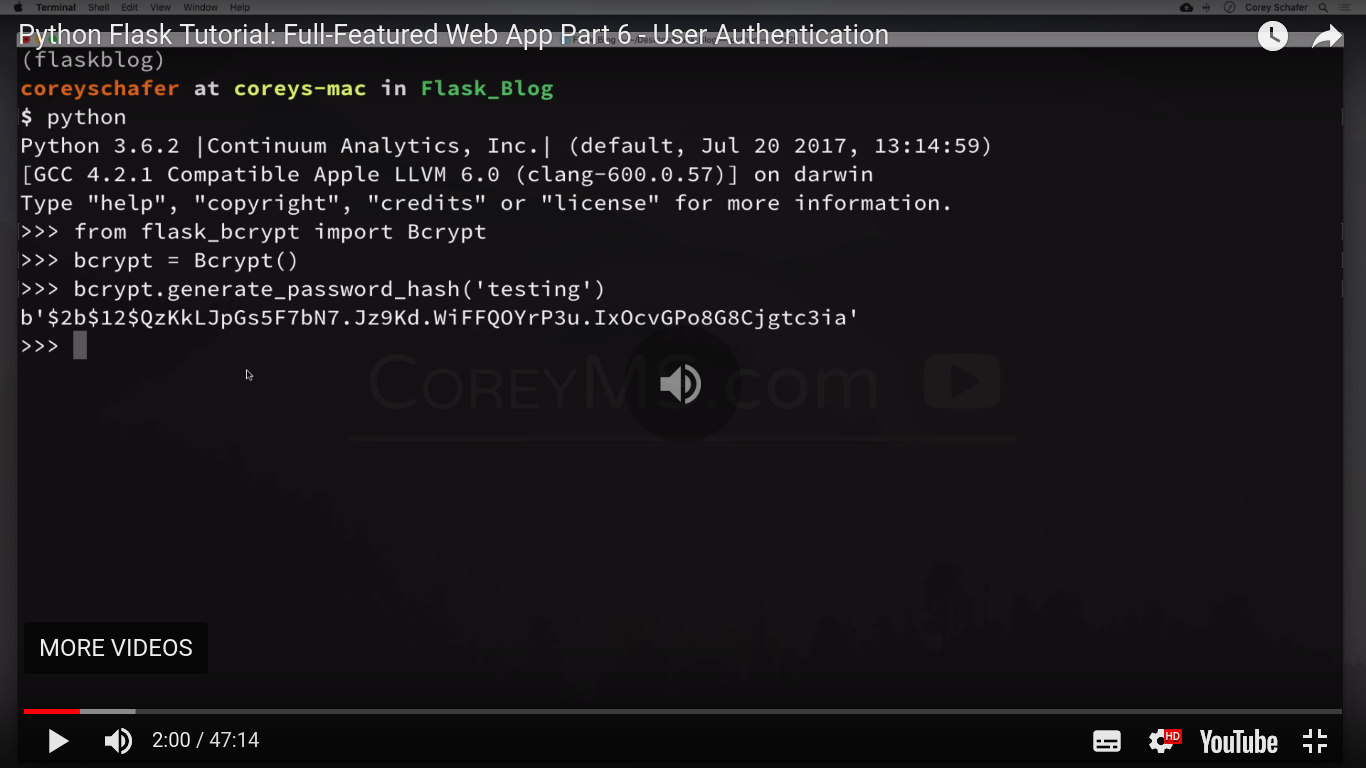 Terminal Shell Edit View Window Help Corey Schafer
Python Flask Tutorial: Full-Featured Web App Part 6 - User Authentication
(flaskblog)
coreyschafer at coreys-mac in Flask_Blog
$ python
Python 3.6.2 |Continuum Analytics, Inc.| (default, Jul 20 2017, 13:14:59)
[GCC 4.2.1 Compatible Apple LLVM 6.0 (clang-600.0.57)] on darwin
Type "help", "copyright", "credits" or "license" for more information.
>>> from flask_bcrypt import Bcrypt
>>> bcrypt = Bcrypt()
>>> bcrypt.generate_password_hash('testing')
b'$2b$12$QzKkLJpGs5F7bN7.Jz9Kd.WiFFQOYrP3u.IxOcvGPo8G8Cjgtc3ia'
>>>
CoreyMS.com
MORE VIDEOS
2:00 / 47:14
HD
YouTube